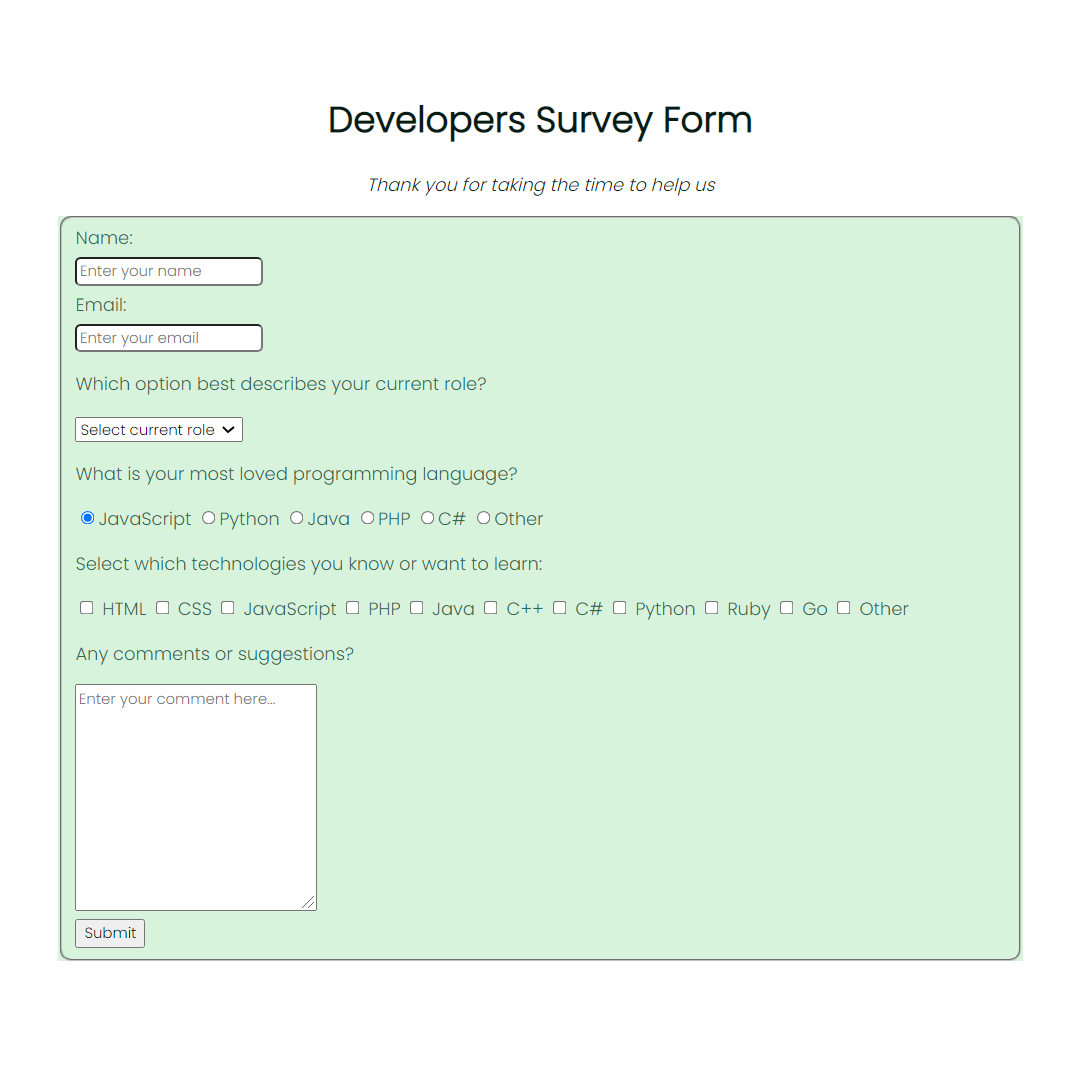 Developers Survey Form
Thank you for taking the time to help us
Name:
Enter your name
Email:
Enter your email
Which option best describes your current role?
Select current role
What is your most loved programming language?
JavaScript Python Java PHP C# Other
Select which technologies you know or want to learn:
HTML CSS JavaScript PHP Java C++ C# Python Ruby Go Other
Any comments or suggestions?
Enter your comment here...
Submit